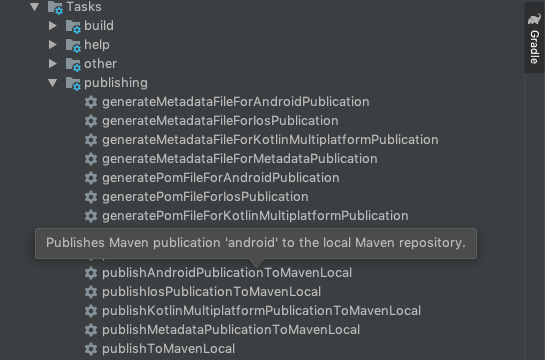 Tasks
build
help
other
publishing
generateMetadataFileForAndroidPublication
generateMetadataFileForIosPublication
generateMetadataFileForKotlinMultiplatformPublication
generateMetadataFileForMetadataPublication
generatePomFileForAndroidPublication
generatePomFileForIosPublication
generatePomFileForKotlinMultiplatformPublication
Publishes Maven publication 'android' to the local Maven repository.
publishAndroidPublicationToMavenLocal
publishIosPublicationToMavenLocal
publishKotlinMultiplatformPublicationToMavenLocal
publishMetadataPublicationToMavenLocal
publishToMavenLocal
Gradle